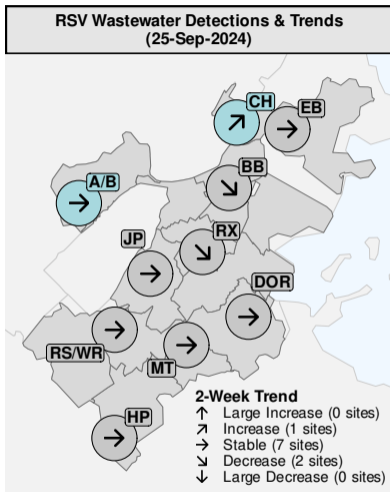 RSV Wastewater Detections & Trends
(25-Sep-2024)
CH
EB
BB
A/B
RX
JP
DOR
RS/WR
MT
HP
2-Week Trend
↑ Large Increase (0 sites)
↗ Increase (1 sites)
→ Stable (7 sites)
↘ Decrease (2 sites)
↓ Large Decrease (0 sites)